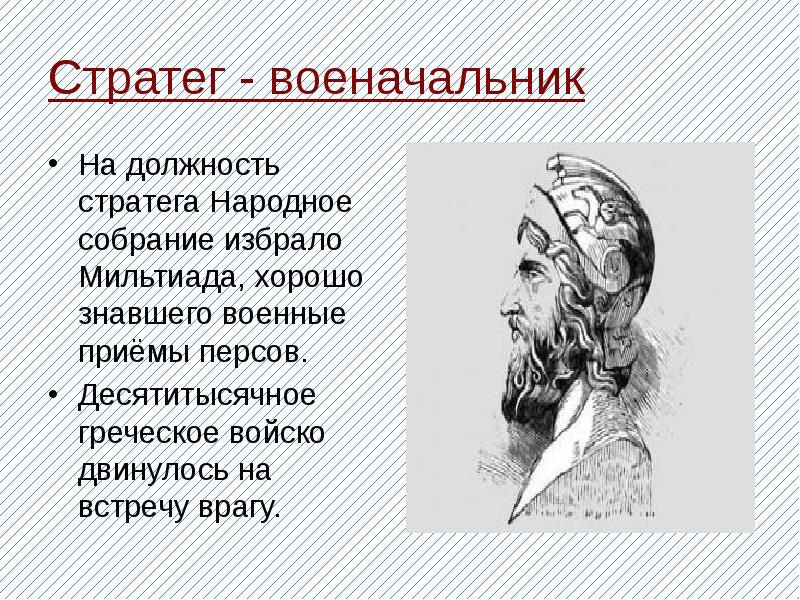 Стратег - военачальник
• На должность
стратега Народное
собрание избрало
Мильтиада, хорошо
знавшего военные
приёмы персов.
• Десятитысячное
греческое войско
двинулось на
встречу врагу.